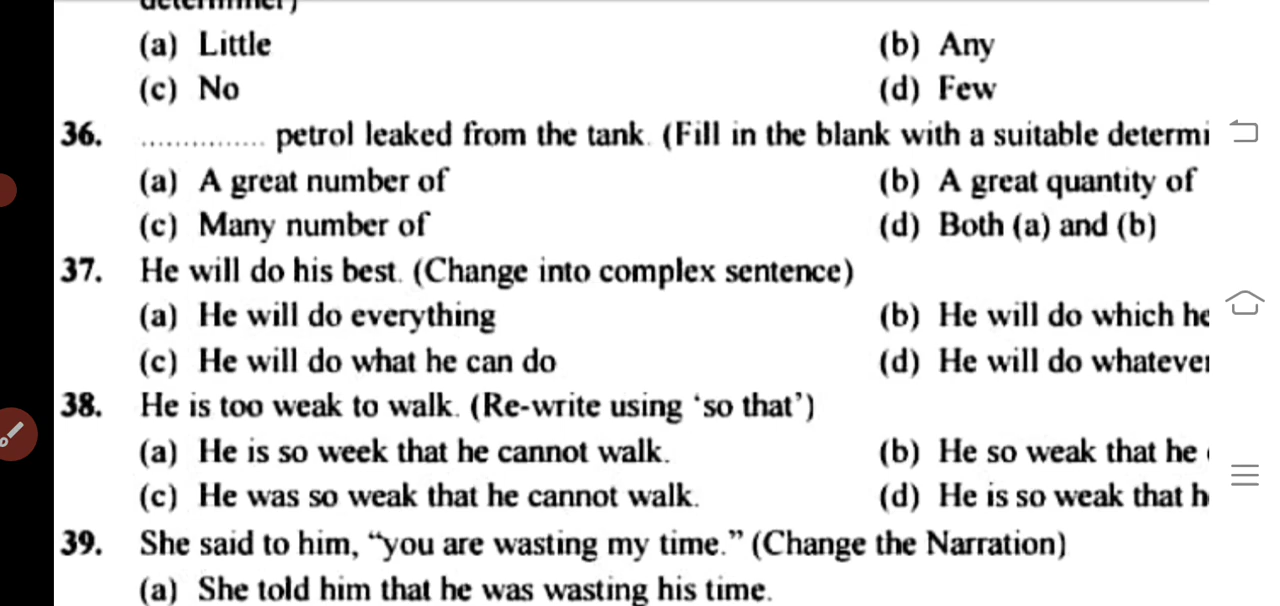 determiner)
(a) Little (b) Any
(c) No (d) Few
36. .............. petrol leaked from the tank. (Fill in the blank with a suitable determi
(a) A great number of (b) A great quantity of
(c) Many number of (d) Both (a) and (b)
37. He will do his best. (Change into complex sentence)
(a) He will do everything (b) He will do which he
(c) He will do what he can do (d) He will do whatever
38. He is too weak to walk. (Re-write using ‘so that’)
(a) He is so week that he cannot walk. (b) He so weak that he
(c) He was so weak that he cannot walk. (d) He is so weak that h
39. She said to him, “you are wasting my time.” (Change the Narration)
(a) She told him that he was wasting his time.